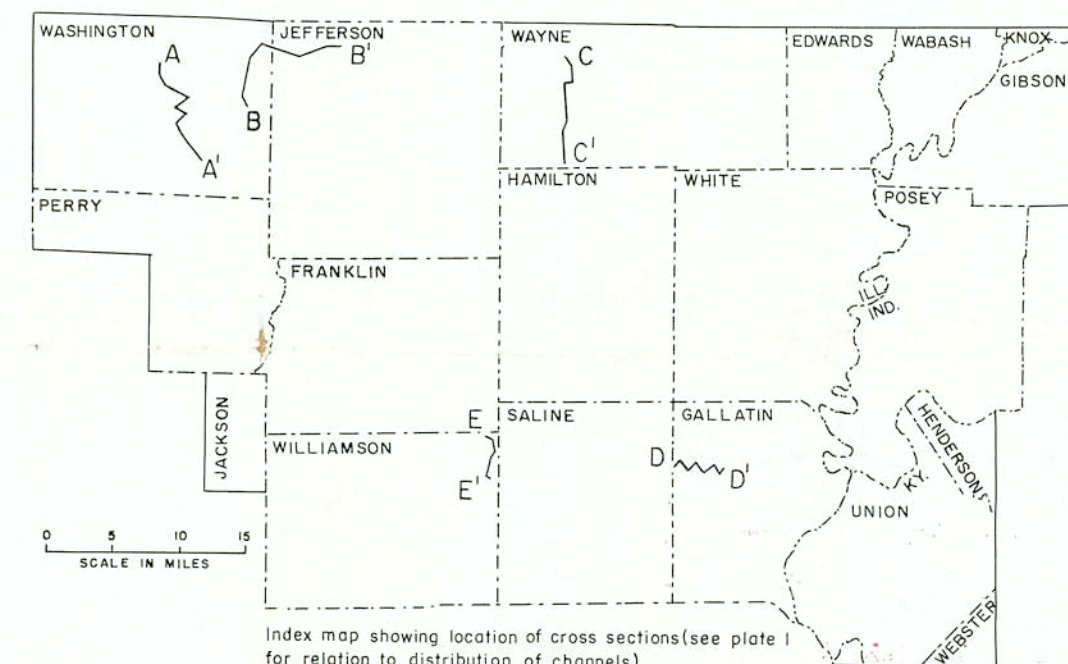 WASHINGTON
JEFFERSON
WAYNE
EDWARDS
WABASH
KNOX
GIBSON
A
B'
C
B
A'
C'
HAMILTON
WHITE
PERRY
POSEY
FRANKLIN
ILL.
IND.
JACKSON
E
SALINE
GALLATIN
HENDERSON
WILLIAMSON
D
D'
E'
KY.
UNION
0 5 10 15
SCALE IN MILES
WEBSTER
Index map showing location of cross sections(see plate 1
for relation to distribution of channels)